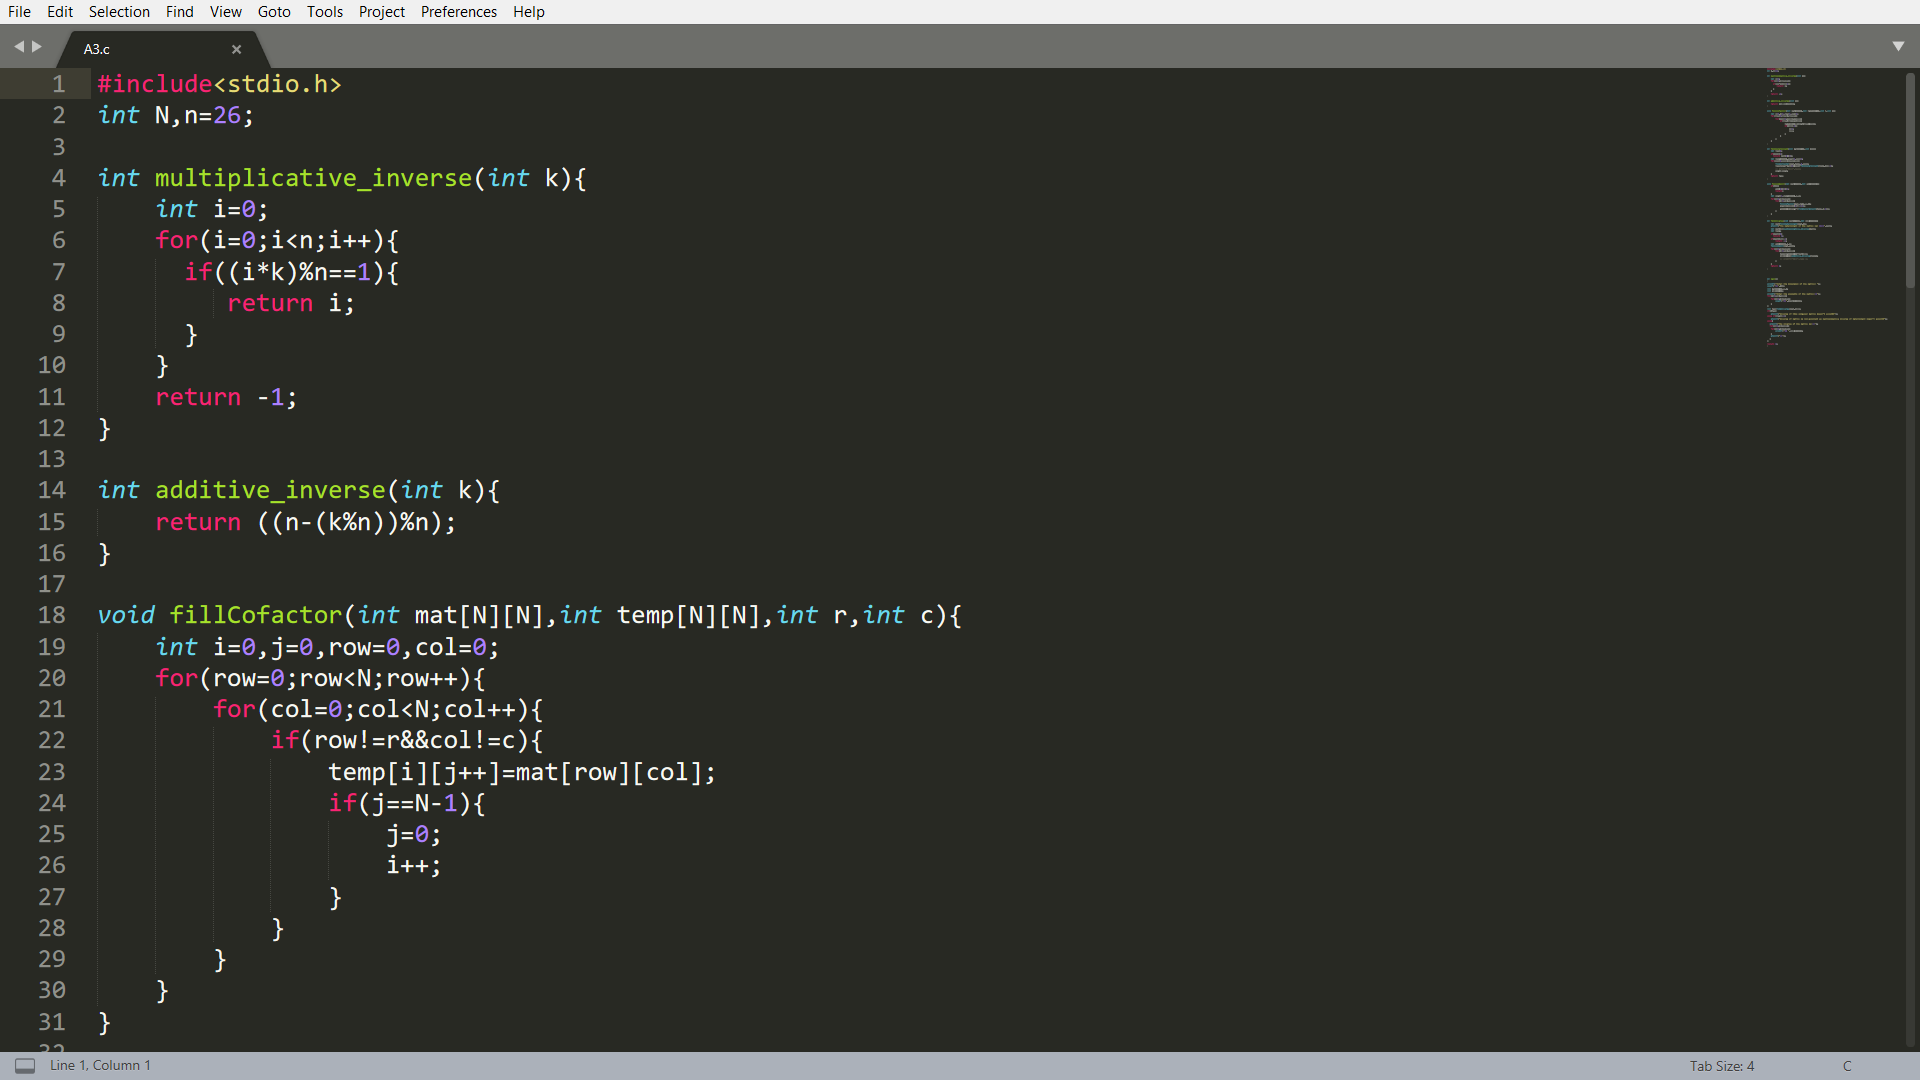 File Edit Selection Find View Goto Tools Project Preferences Help
A3.c
1 #include<stdio.h>
2 int N,n=26;
3
4 int multiplicative_inverse(int k){
5     int i=0;
6     for(i=0;i<n;i++){
7       if((i*k)%n==1){
8          return i;
9       }
10     }
11     return -1;
12 }
13
14 int additive_inverse(int k){
15     return ((n-(k%n))%n);
16 }
17
18 void fillCofactor(int mat[N][N],int temp[N][N],int r,int c){
19     int i=0,j=0,row=0,col=0;
20     for(row=0;row<N;row++){
21         for(col=0;col<N;col++){
22             if(row!=r&&col!=c){
23                 temp[i][j++]=mat[row][col];
24                 if(j==N-1){
25                     j=0;
26                     i++;
27                 }
28             }
29         }
30     }
31 }
32
Line 1, Column 1 Tab Size: 4 C